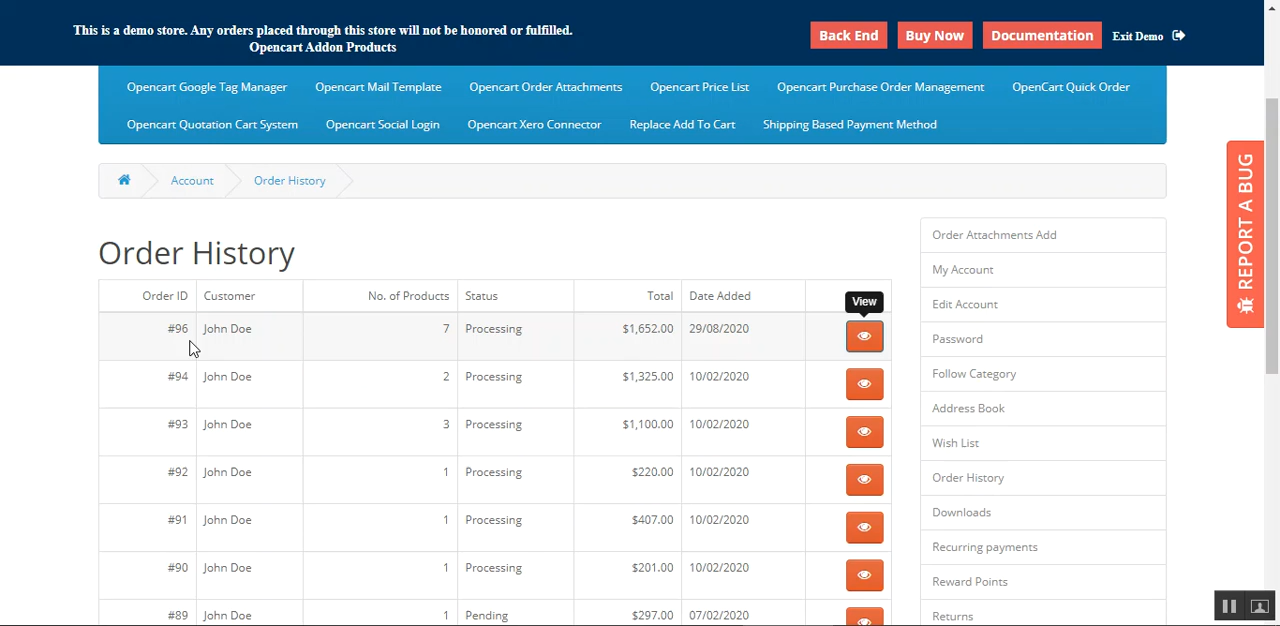 This is a demo store. Any orders placed through this store will not be honored or fulfilled.
Opencart Addon Products
Back End
Buy Now
Documentation
Exit Demo
Opencart Google Tag Manager
Opencart Mail Template
Opencart Order Attachments
Opencart Price List
Opencart Purchase Order Management
OpenCart Quick Order
Opencart Quotation Cart System
Opencart Social Login
Opencart Xero Connector
Replace Add To Cart
Shipping Based Payment Method
Account
Order History
REPORT A BUG
Order History
Order ID Customer No. of Products Status Total Date Added
View
#96 John Doe 7 Processing $1,652.00 29/08/2020
#94 John Doe 2 Processing $1,325.00 10/02/2020
#93 John Doe 3 Processing $1,100.00 10/02/2020
#92 John Doe 1 Processing $220.00 10/02/2020
#91 John Doe 1 Processing $407.00 10/02/2020
#90 John Doe 1 Processing $201.00 10/02/2020
#89 John Doe 1 Pending $297.00 07/02/2020
Order Attachments Add
My Account
Edit Account
Password
Follow Category
Address Book
Wish List
Order History
Downloads
Recurring payments
Reward Points
Returns